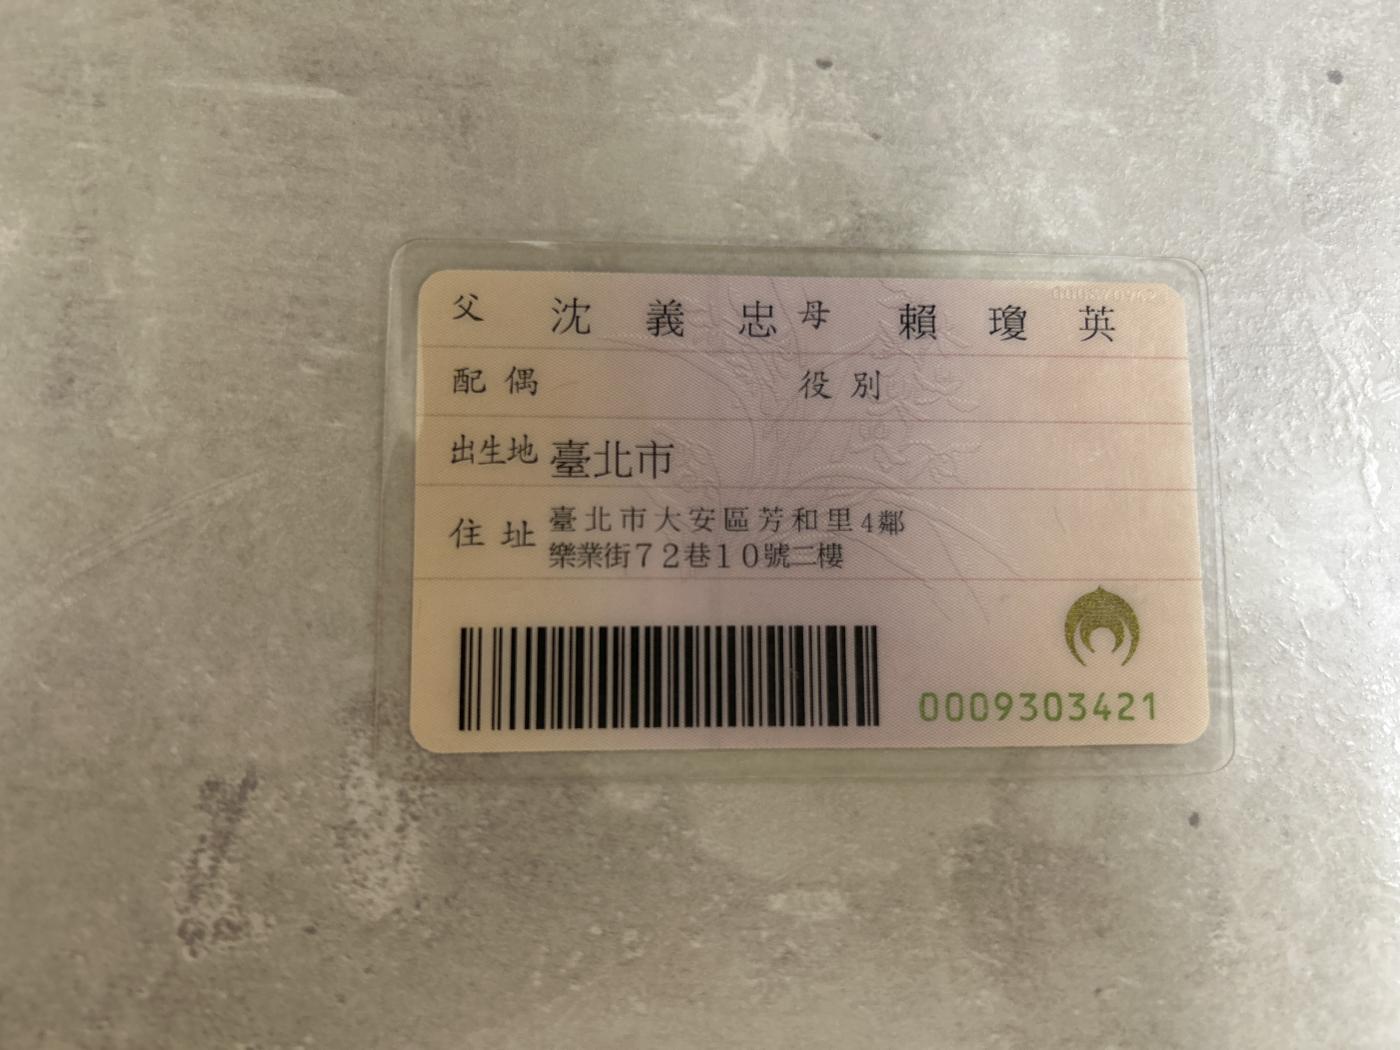 父 沈義忠 母 賴瓊英
配偶 役別
出生地 臺北市
住址 臺北市大安區芳和里4鄰
樂業街72巷10號二樓
0009303421